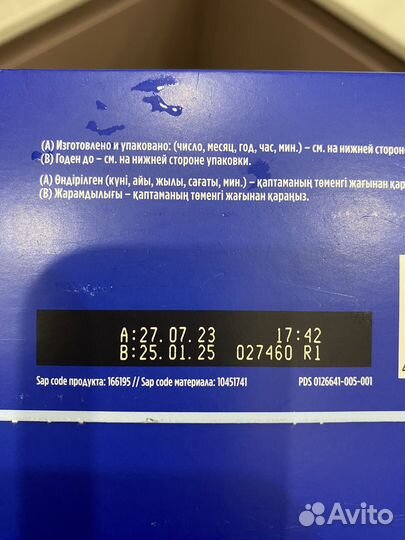 (A) Изготовлено и упаковано: (число, месяц, год, час, мин.) – см. на нижней стороне
(B) Годен до – см. на нижней стороне упаковки.
(A) Өндірілген (күні, айы, жылы, сағаты, мин.) – қаптаманың төменгі жағынан
(B) Жарамдылығы – қаптаманың төменгі жағынан қараңыз.
A:27.07.23 17:42
B:25.01.25 027460 R1
Sap code продукта: 166195 // Sap code материала: 10451741 PDS 0126641-005-001
Avito